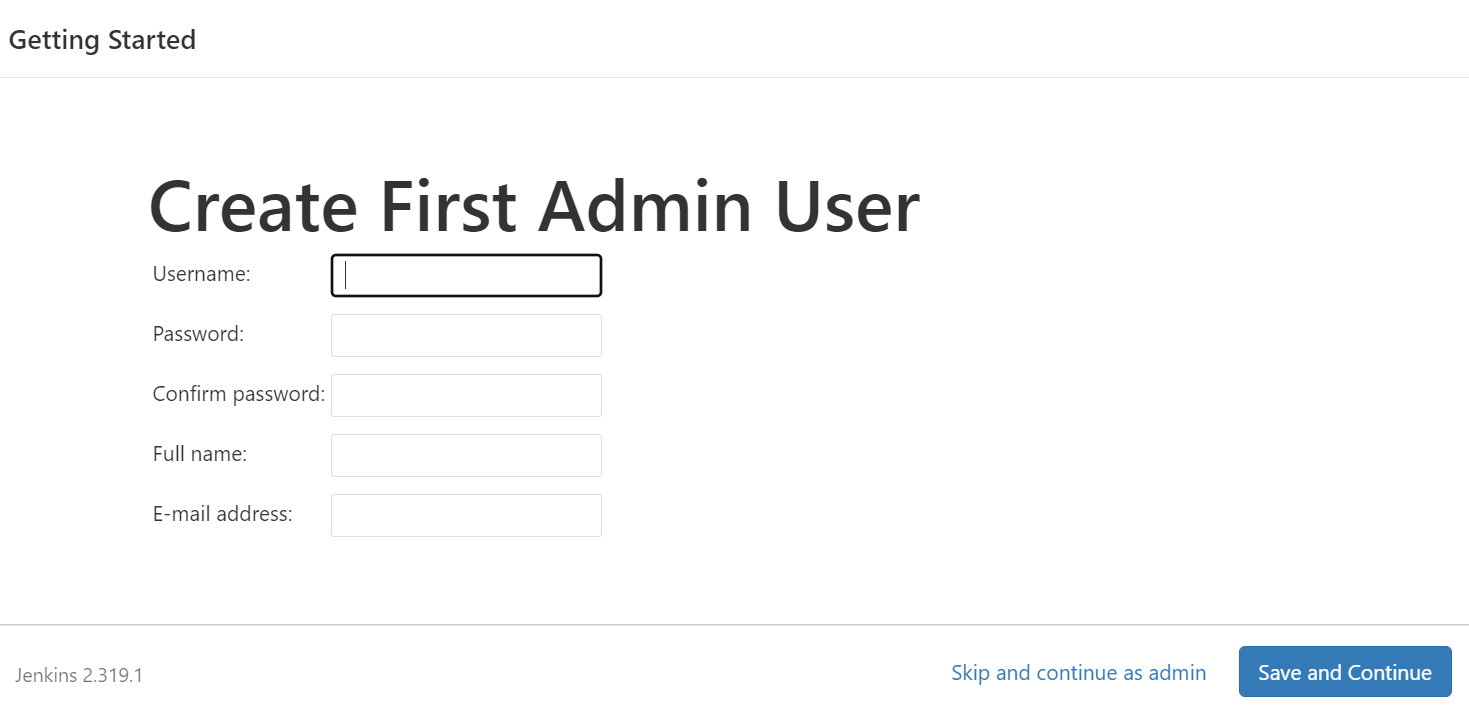 Getting Started
Create First Admin User
Username:
Password:
Confirm password:
Full name:
E-mail address:
Jenkins 2.319.1
Skip and continue as admin
Save and Continue